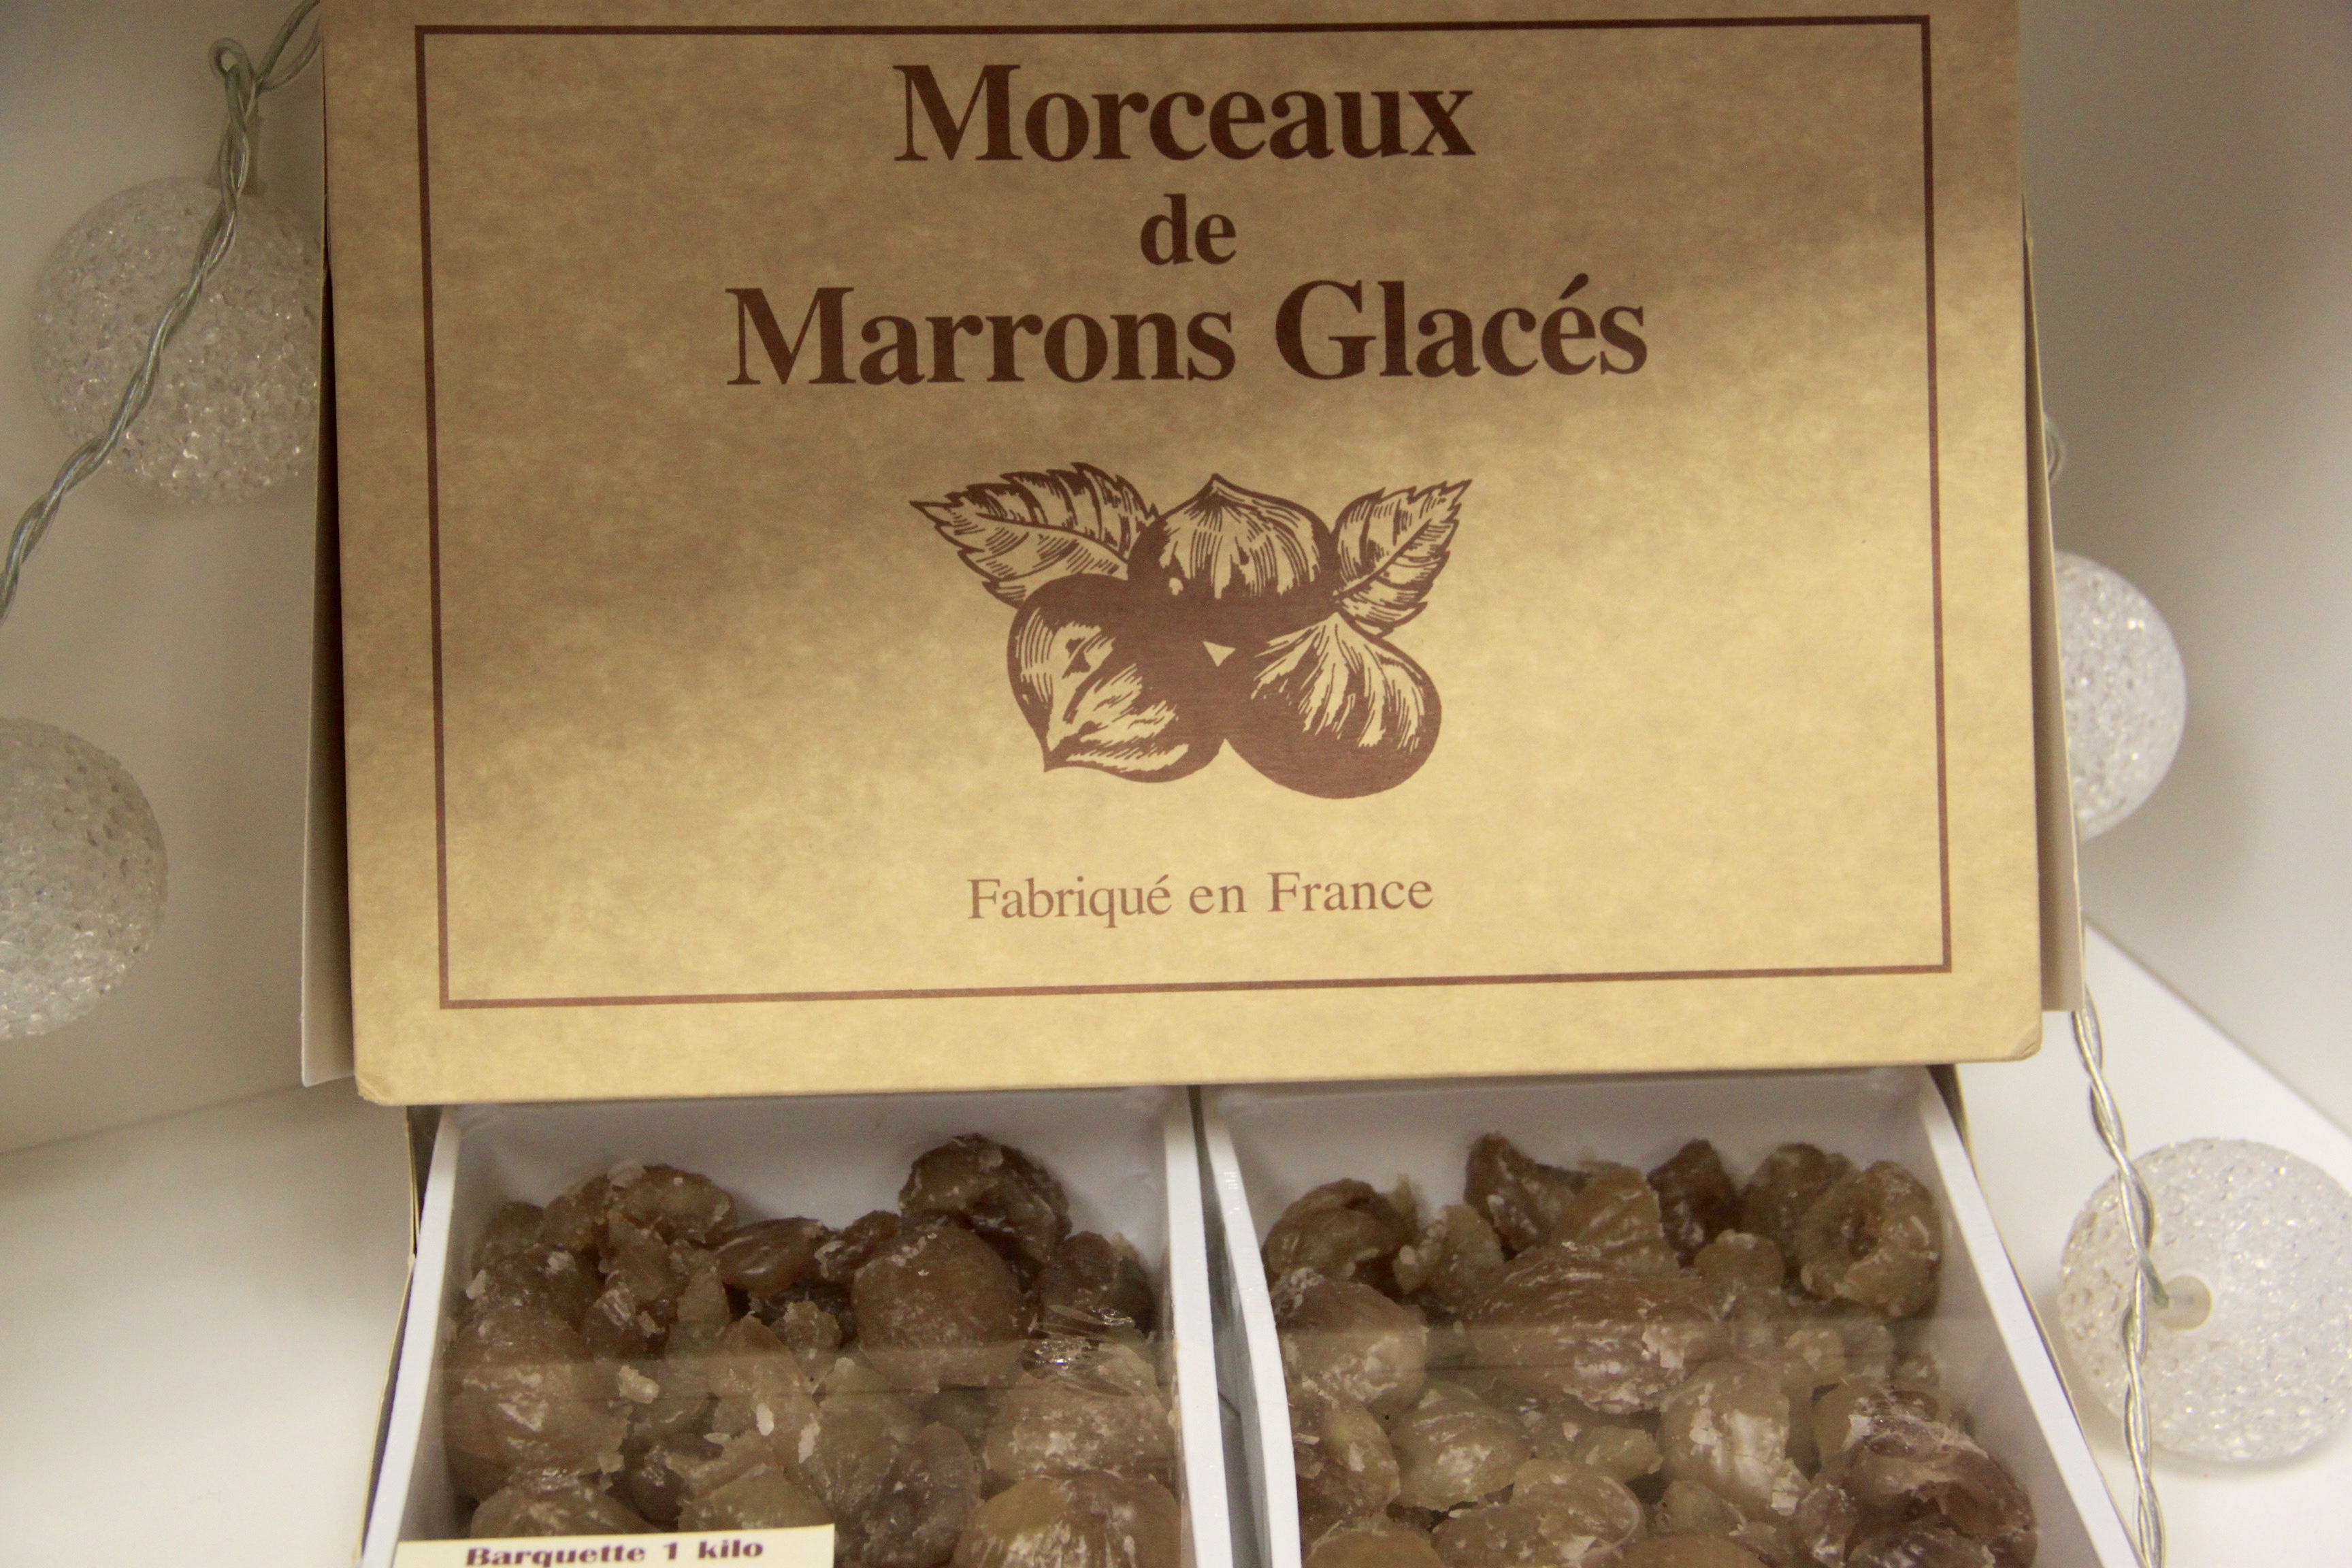 Morceaux
de
Marrons Glacés
Fabriqué en France
Barquette 1 kilo